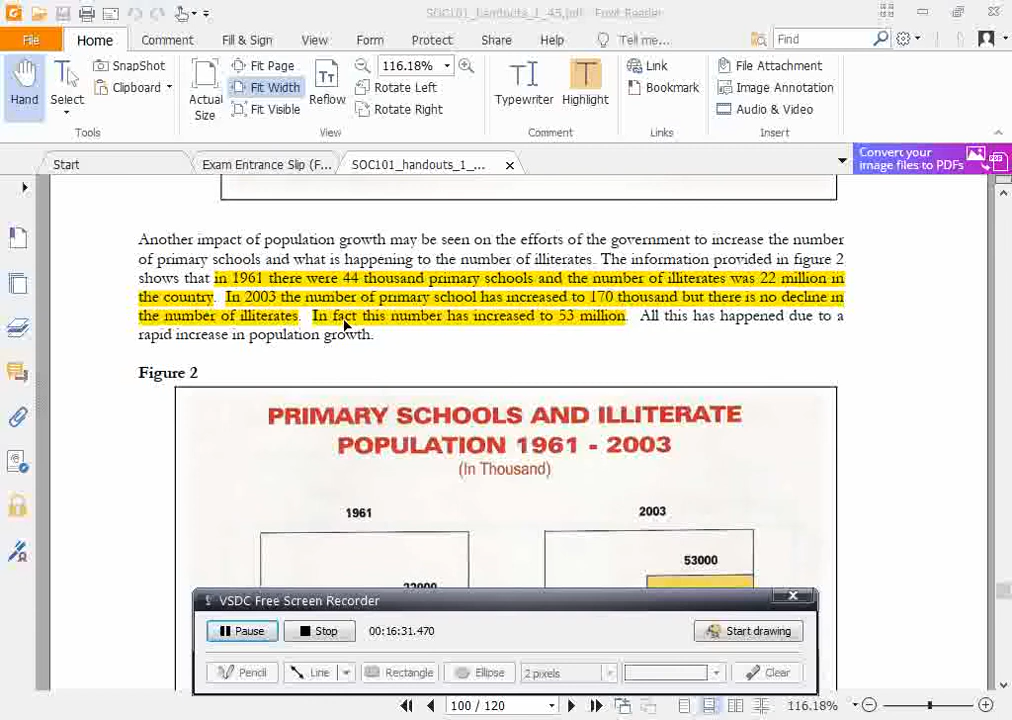 SOC101_handouts_1_45.pdf - Foxit Reader
File
Home
Comment
Fill & Sign
View
Form
Protect
Share
Help
Tell me...
Find
Hand
Select
SnapShot
Clipboard
Tools
Actual
Size
Fit Page
Fit Width
Fit Visible
Reflow
116.18%
Rotate Left
Rotate Right
View
Typewriter
Highlight
Comment
Link
Bookmark
Links
File Attachment
Image Annotation
Audio & Video
Insert
Start
Exam Entrance Slip (F...
SOC101_handouts_1_...
Convert your
image files to PDFs
Another impact of population growth may be seen on the efforts of the government to increase the number
of primary schools and what is happening to the number of illiterates. The information provided in figure 2
shows that in 1961 there were 44 thousand primary schools and the number of illiterates was 22 million in
the country. In 2003 the number of primary school has increased to 170 thousand but there is no decline in
the number of illiterates. In fact this number has increased to 53 million. All this has happened due to a
rapid increase in population growth.
Figure 2
PRIMARY SCHOOLS AND ILLITERATE
POPULATION 1961 - 2003
(In Thousand)
1961
2003
53000
22000
VSDC Free Screen Recorder
Pause
Stop
00:16:31.470
Start drawing
Pencil
Line
Rectangle
Ellipse
2 pixels
Clear
100 / 120
116.18%